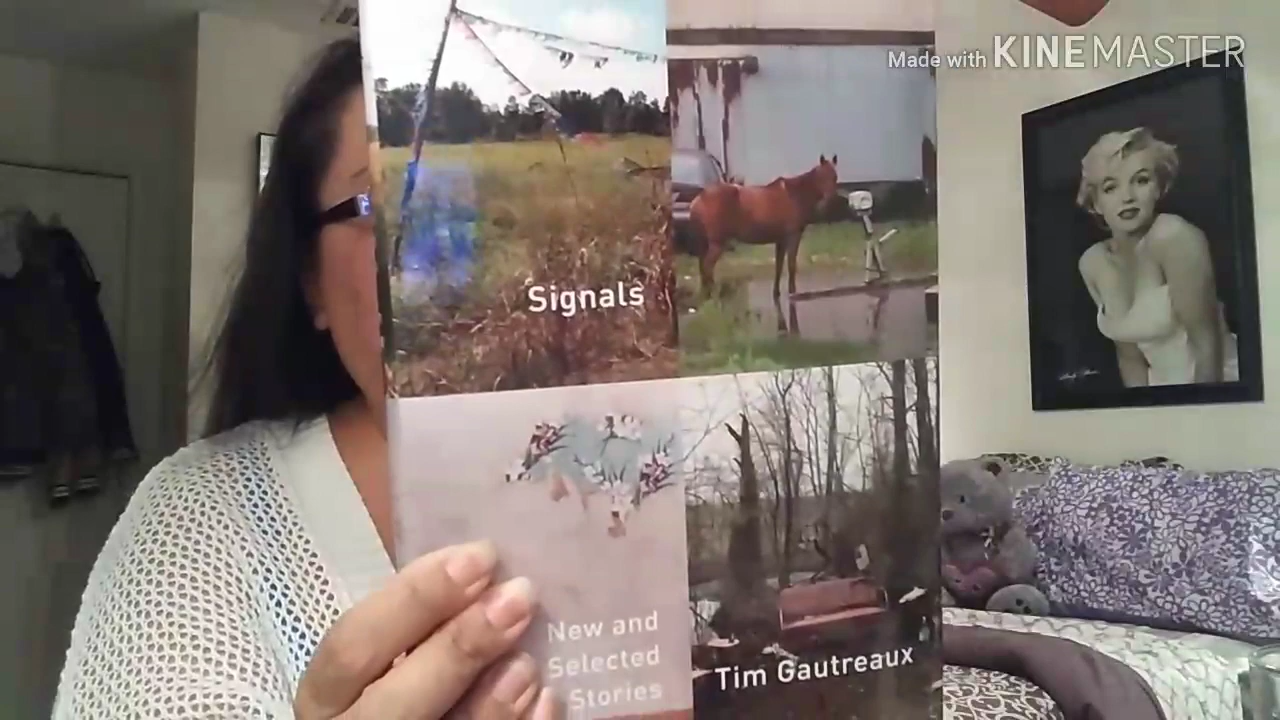 Made with KINEMASTER
Signals
New and
Selected
Stories
Tim Gautreaux